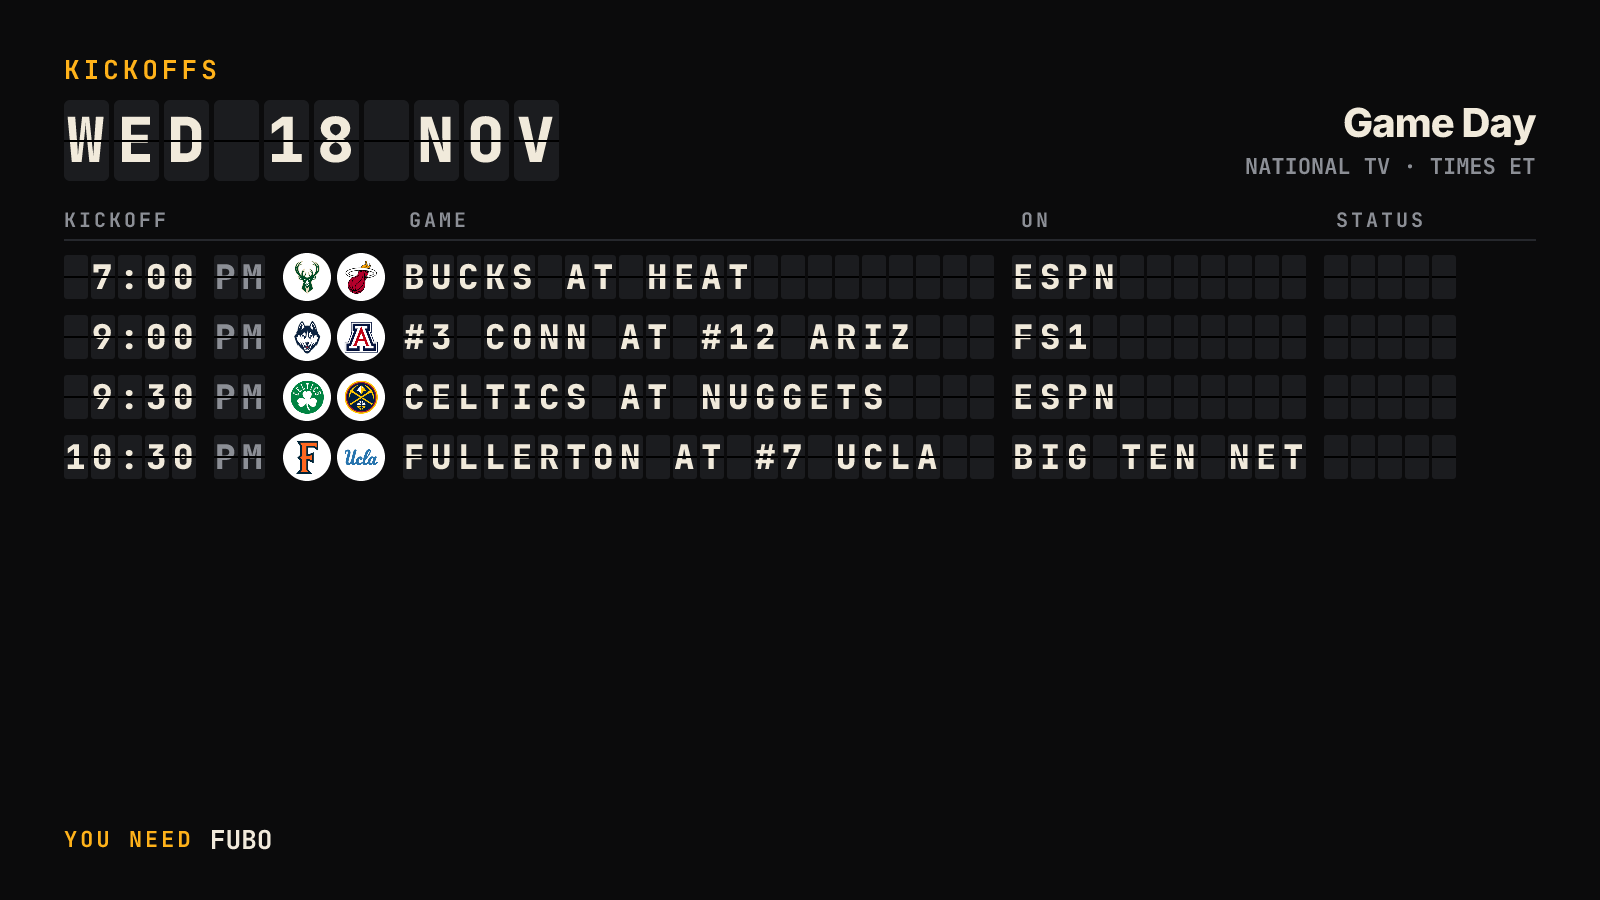 KICKOFFS
WED 18 NOV
Game Day
NATIONAL TV · TIMES ET
KICKOFF GAME ON STATUS
7:00 PM BUCKS AT HEAT ESPN
9:00 PM #3 CONN AT #12 ARIZ FS1
9:30 PM CELTICS AT NUGGETS ESPN
10:30 PM Ucla FULLERTON AT #7 UCLA BIG TEN NET
YOU NEED FUBO